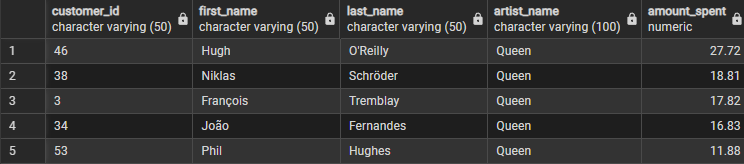 customer_id first_name last_name artist_name amount_spent
character varying (50) character varying (50) character varying (50) character varying (100) numeric
1 46 Hugh O'Reilly Queen 27.72
2 38 Niklas Schröder Queen 18.81
3 3 François Tremblay Queen 17.82
4 34 João Fernandes Queen 16.83
5 53 Phil Hughes Queen 11.88